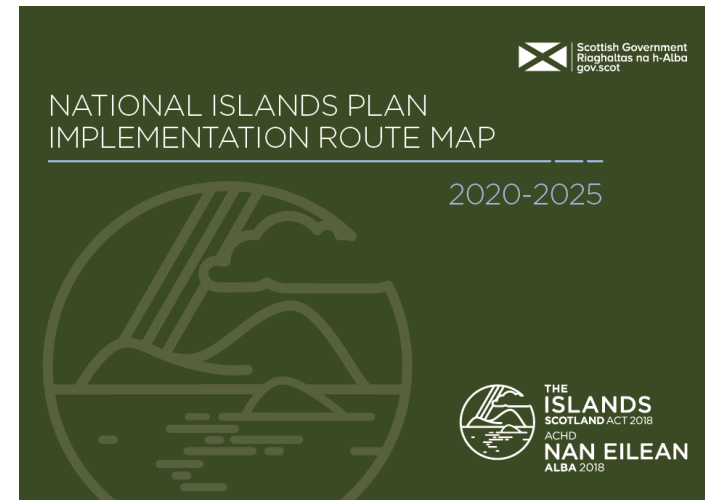 Scottish Government
Riaghaltas na h-Alba
gov.scot
NATIONAL ISLANDS PLAN
IMPLEMENTATION ROUTE MAP
2020-2025
THE
ISLANDS
SCOTLAND ACT 2018
ACHD
NAN EILEAN
ALBA 2018